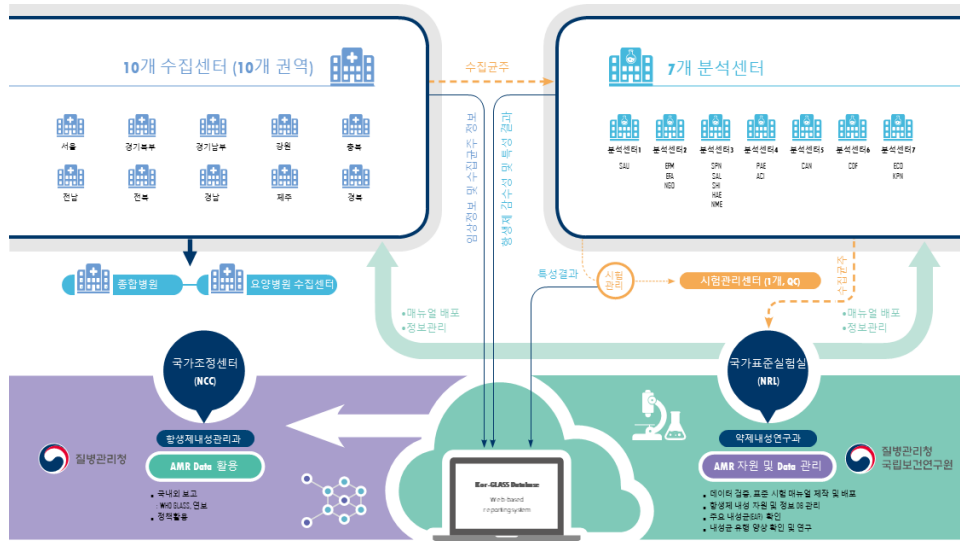 10개 수집센터 (10개 권역)
서울
경기북부
경기남부
강원
충북
전남
전북
경남
제주
경북
수집균주
임상정보 및 수집균주 정보
항생제 감수성 및 특성 결과
7개 분석센터
분석센터1
SAU
분석센터2
EFM
EFA
NGO
분석센터3
SPN
SAL
SHI
HAE
NME
분석센터4
PAE
ACI
분석센터5
CAN
분석센터6
CDF
분석센터7
ECO
KPN
종합병원
요양병원 수집센터
특성결과
시험
관리
시험관리센터 (1개, QC)
수집균주
•매뉴얼 배포
•정보관리
•매뉴얼 배포
•정보관리
국가조정센터
(NCC)
항생제내성관리과
AMR Data 활용
질병관리청
• 국내외 보고
: WHO GLASS, 연보
• 정책활용
Kor-GLASS Database
Web-based
reporting system
국가표준실험실
(NRL)
약제내성연구과
AMR 자원 및 Data 관리
질병관리청
국립보건연구원
• 데이터 검증, 표준 시험 매뉴얼 제작 및 배포
• 항생제 내성 자원 및 정보 DB 관리
• 주요 내성균(EAR) 확인
• 내성균 유형 양상 확인 및 연구